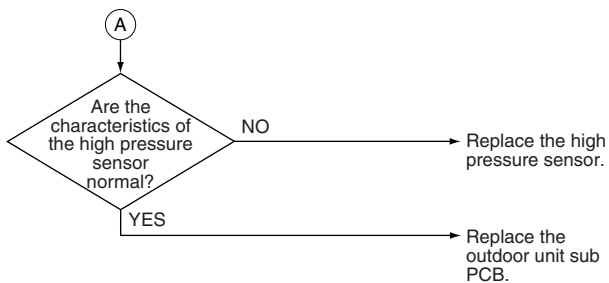 A
Are the
characteristics of
the high pressure
sensor
normal?
NO
Replace the high
pressure sensor.
YES
Replace the
outdoor unit sub
PCB.